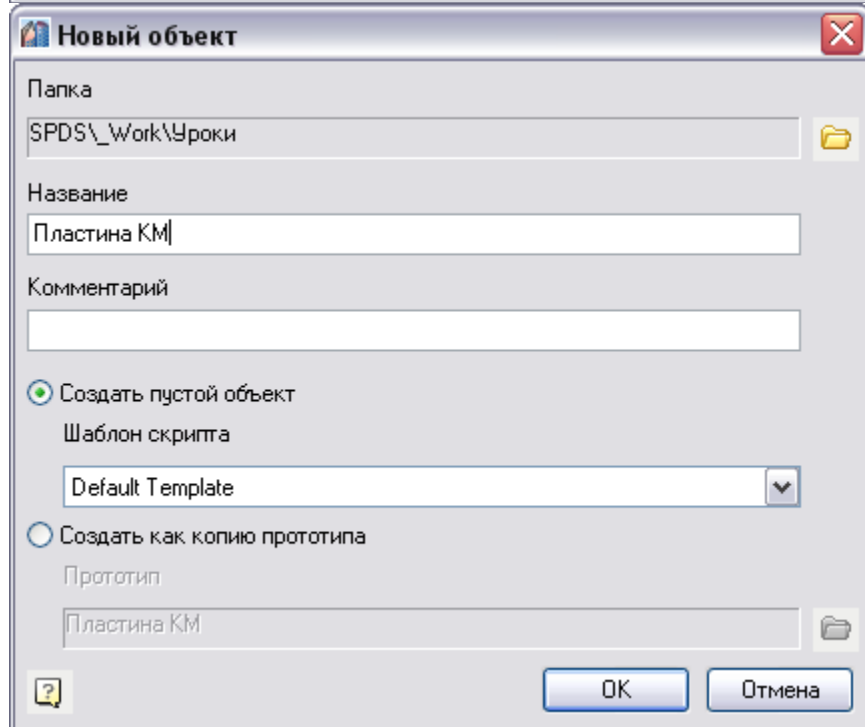 Новый объект
Папка
SPDS\_Work\Уроки
Название
Пластина КМ
Комментарий
Создать пустой объект
Шаблон скрипта
Default Template
Создать как копию прототипа
Прототип
Пластина КМ
OK Отмена